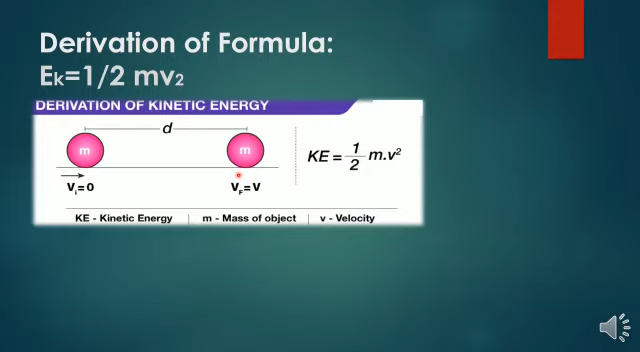 Derivation of Formula:
Ek=1/2 mv2
DERIVATION OF KINETIC ENERGY
d
m m
KE = 1/2 m.v²
Vi=0 VF=V
KE - Kinetic Energy | m - Mass of object | v - Velocity